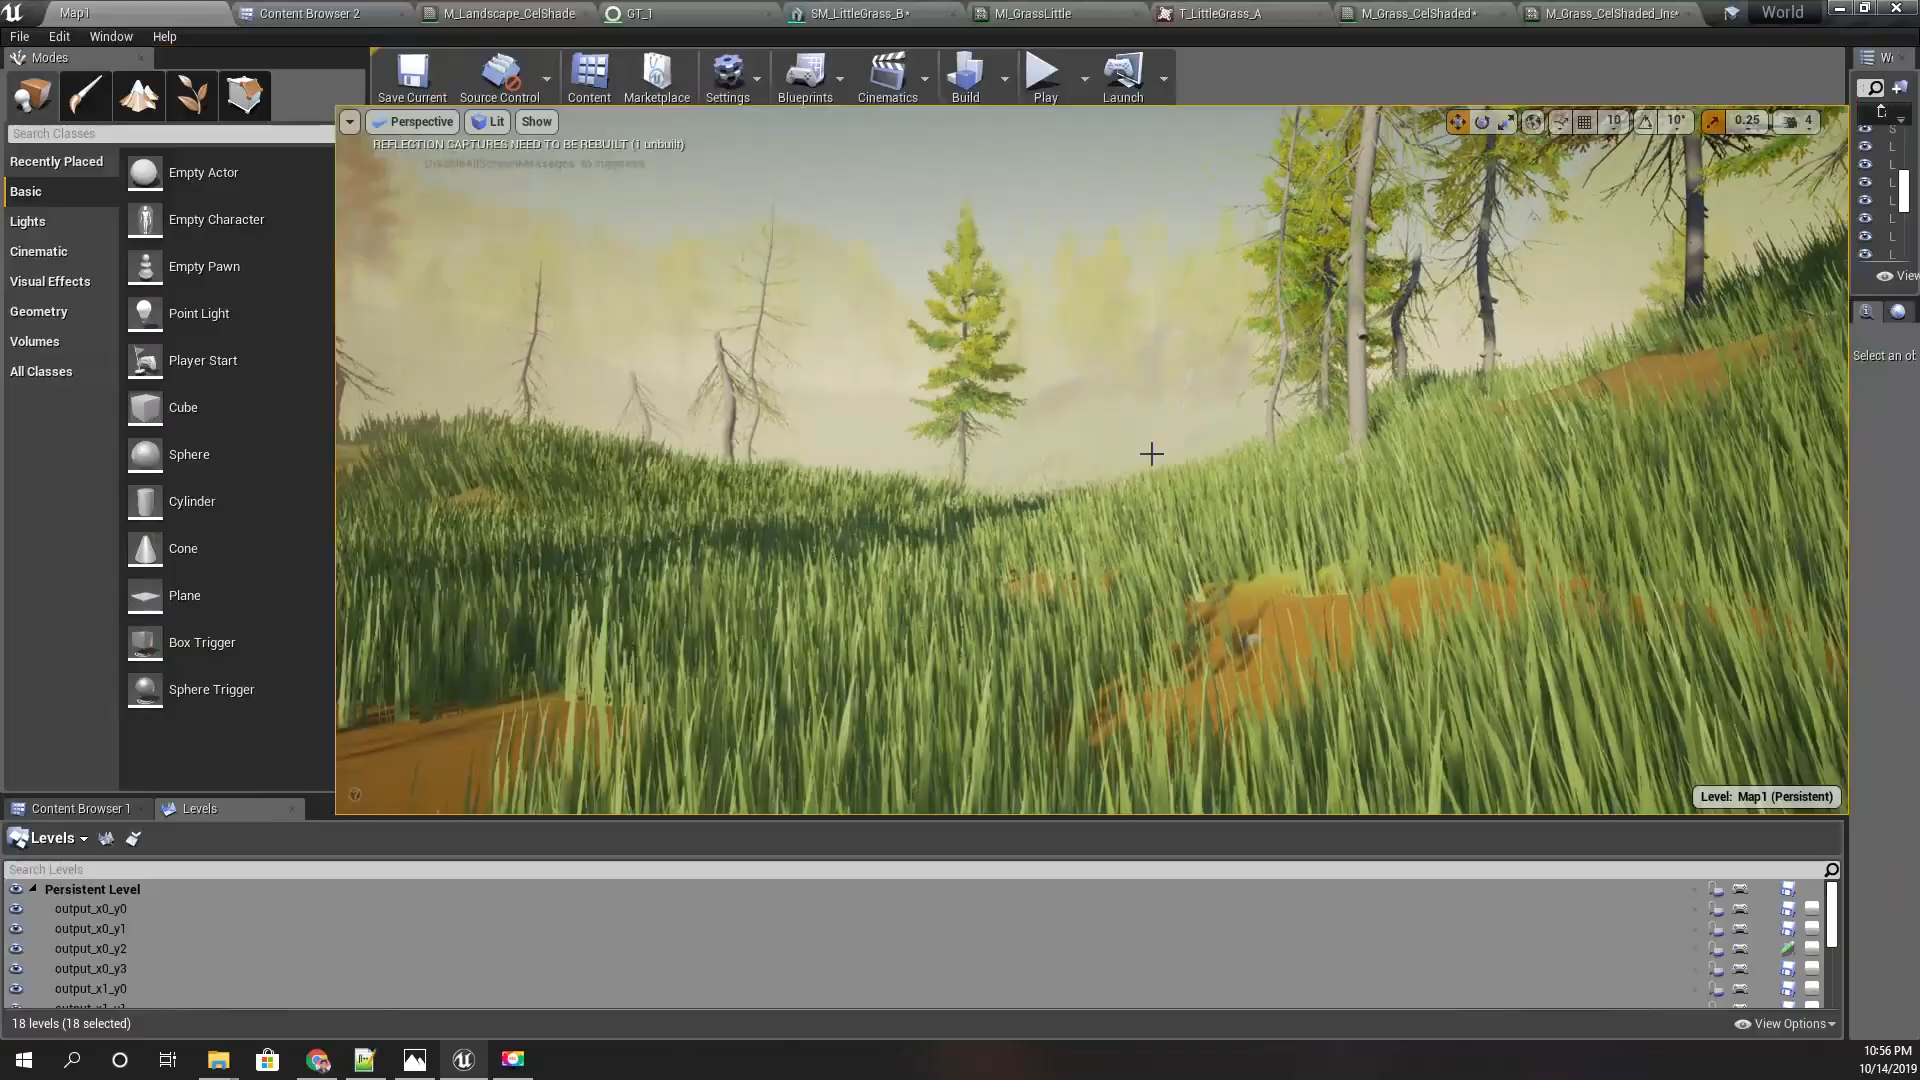 Map1
Content Browser 2
M_Landscape_CelShade
GT_1
SM_LittleGrass_B*
MI_GrassLittle
T_LittleGrass_A
M_Grass_CelShaded*
M_Grass_CelShaded_Ins*
World
File Edit Window Help
Modes
Save Current
Source Control
Content
Marketplace
Settings
Blueprints
Cinematics
Build
Play
Launch
Search Classes
Perspective
Lit
Show
10
10°
0.25
4
REFLECTION CAPTURES NEED TO BE REBUILT (1 unbuilt)
'DisableAllScreenMessages' to suppress
Recently Placed
Basic
Lights
Cinematic
Visual Effects
Geometry
Volumes
All Classes
Empty Actor
Empty Character
Empty Pawn
Point Light
Player Start
Cube
Sphere
Cylinder
Cone
Plane
Box Trigger
Sphere Trigger
S
L
L
L
L
L
L
L
View
Select an ob
Level: Map1 (Persistent)
Content Browser 1
Levels
Levels
Search Levels
Persistent Level
output_x0_y0
output_x0_y1
output_x0_y2
output_x0_y3
output_x1_y0
18 levels (18 selected)
View Options
10:56 PM
10/14/2019